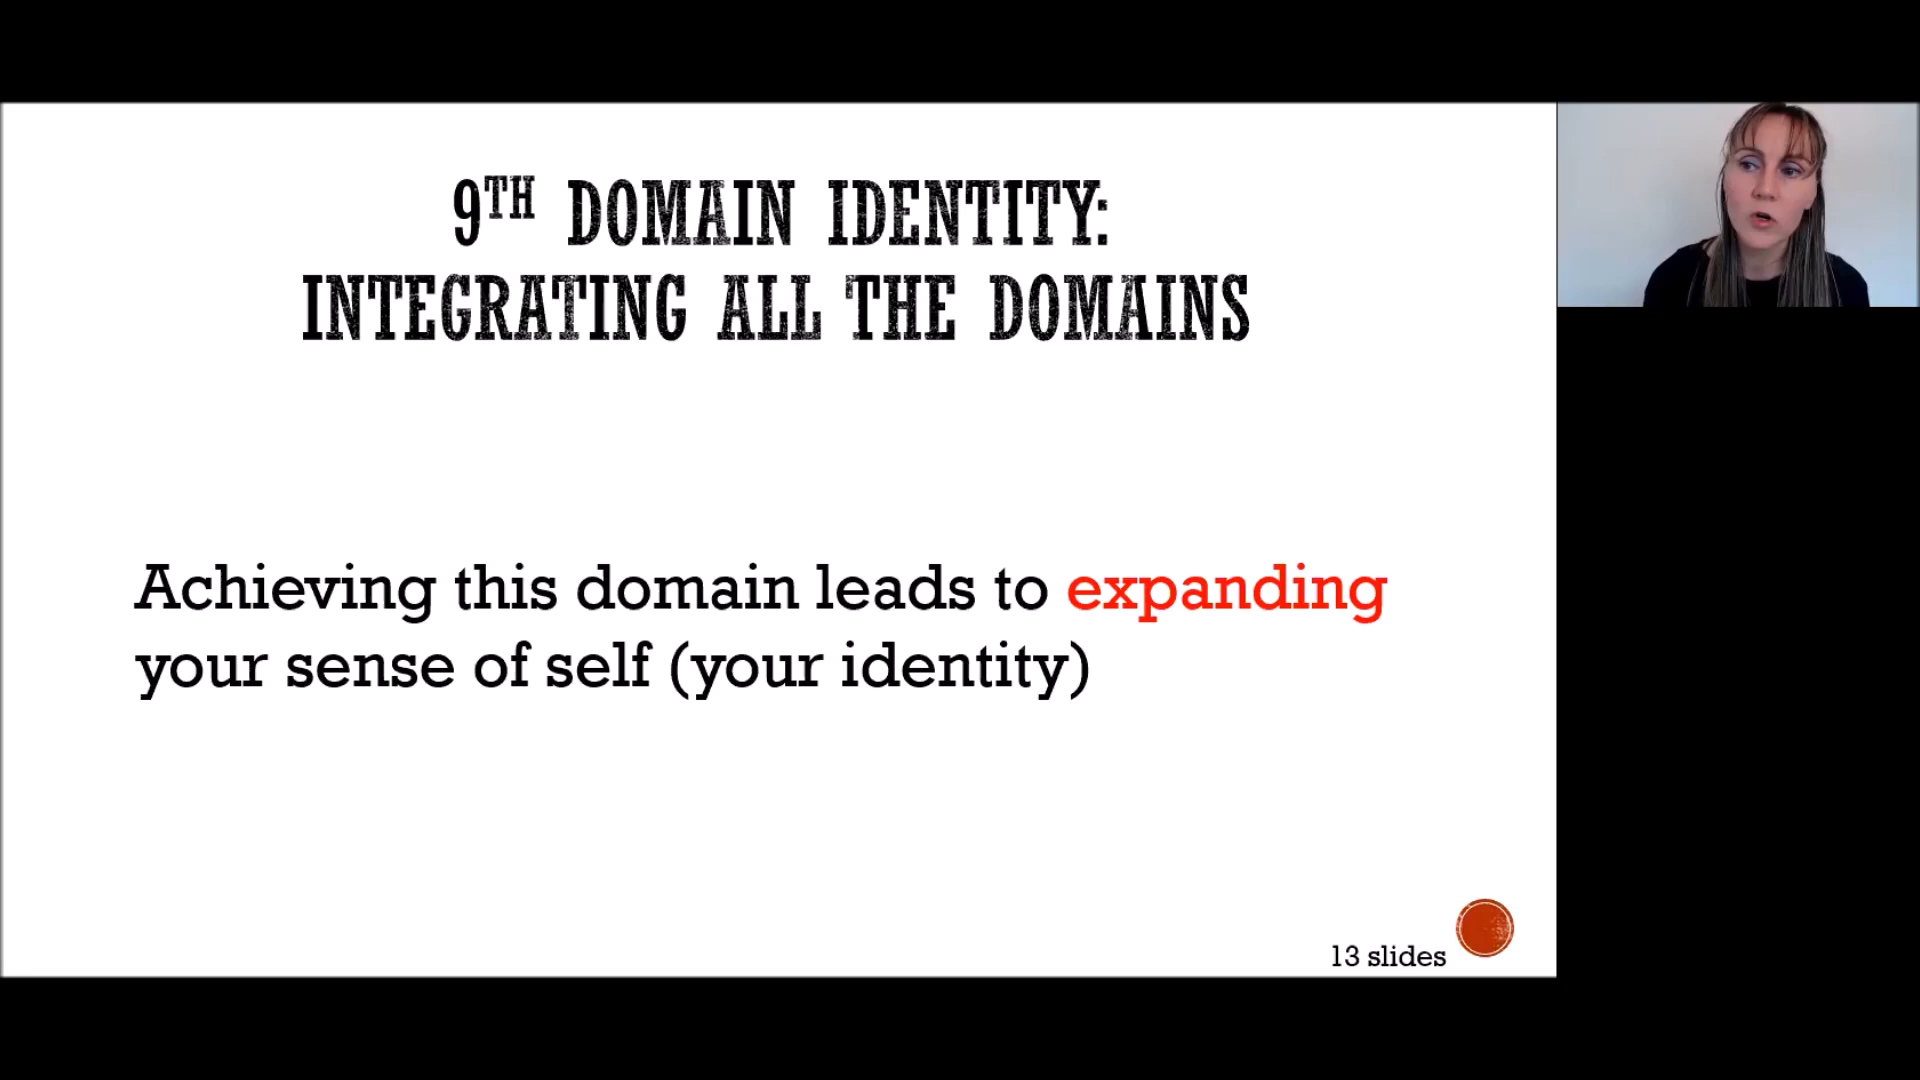 9TH DOMAIN IDENTITY:
INTEGRATING ALL THE DOMAINS
Achieving this domain leads to expanding
your sense of self (your identity)
13 slides